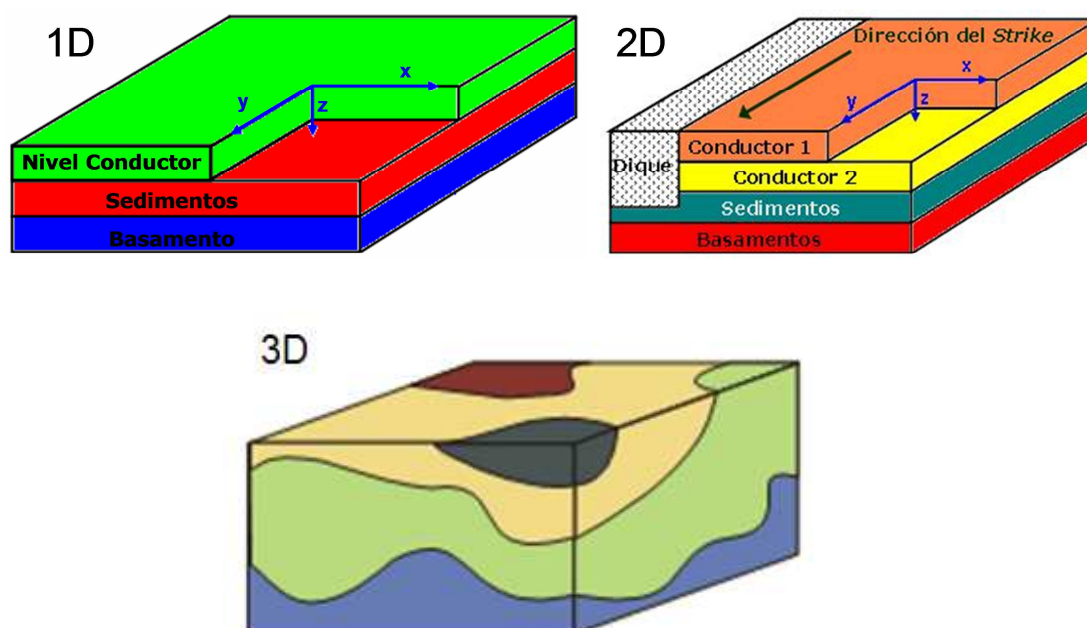 1D
x
y
z
Nivel Conductor
Sedimentos
Basamento
2D
Dirección del Strike
x
y
z
Conductor 1
Dique
Conductor 2
Sedimentos
Basamentos
3D